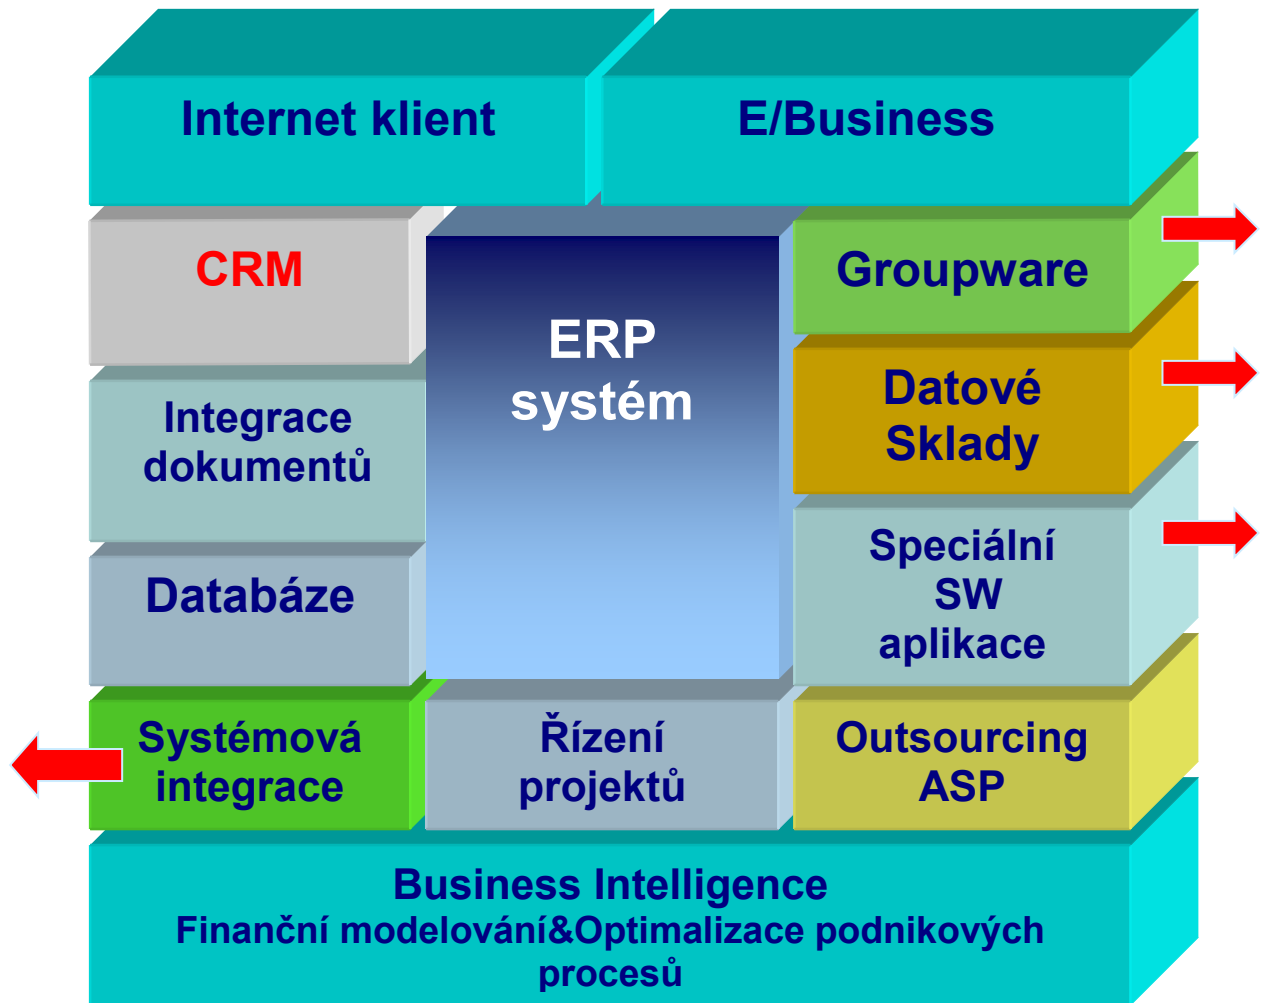 Internet klient
E/Business
CRM
ERP
systém
Groupware
Integrace
dokumentů
Datové
Sklady
Databáze
Speciální
SW
aplikace
Systémová
integrace
Řízení
projektů
Outsourcing
ASP
Business Intelligence
Finanční modelování&Optimalizace podnikových
procesů